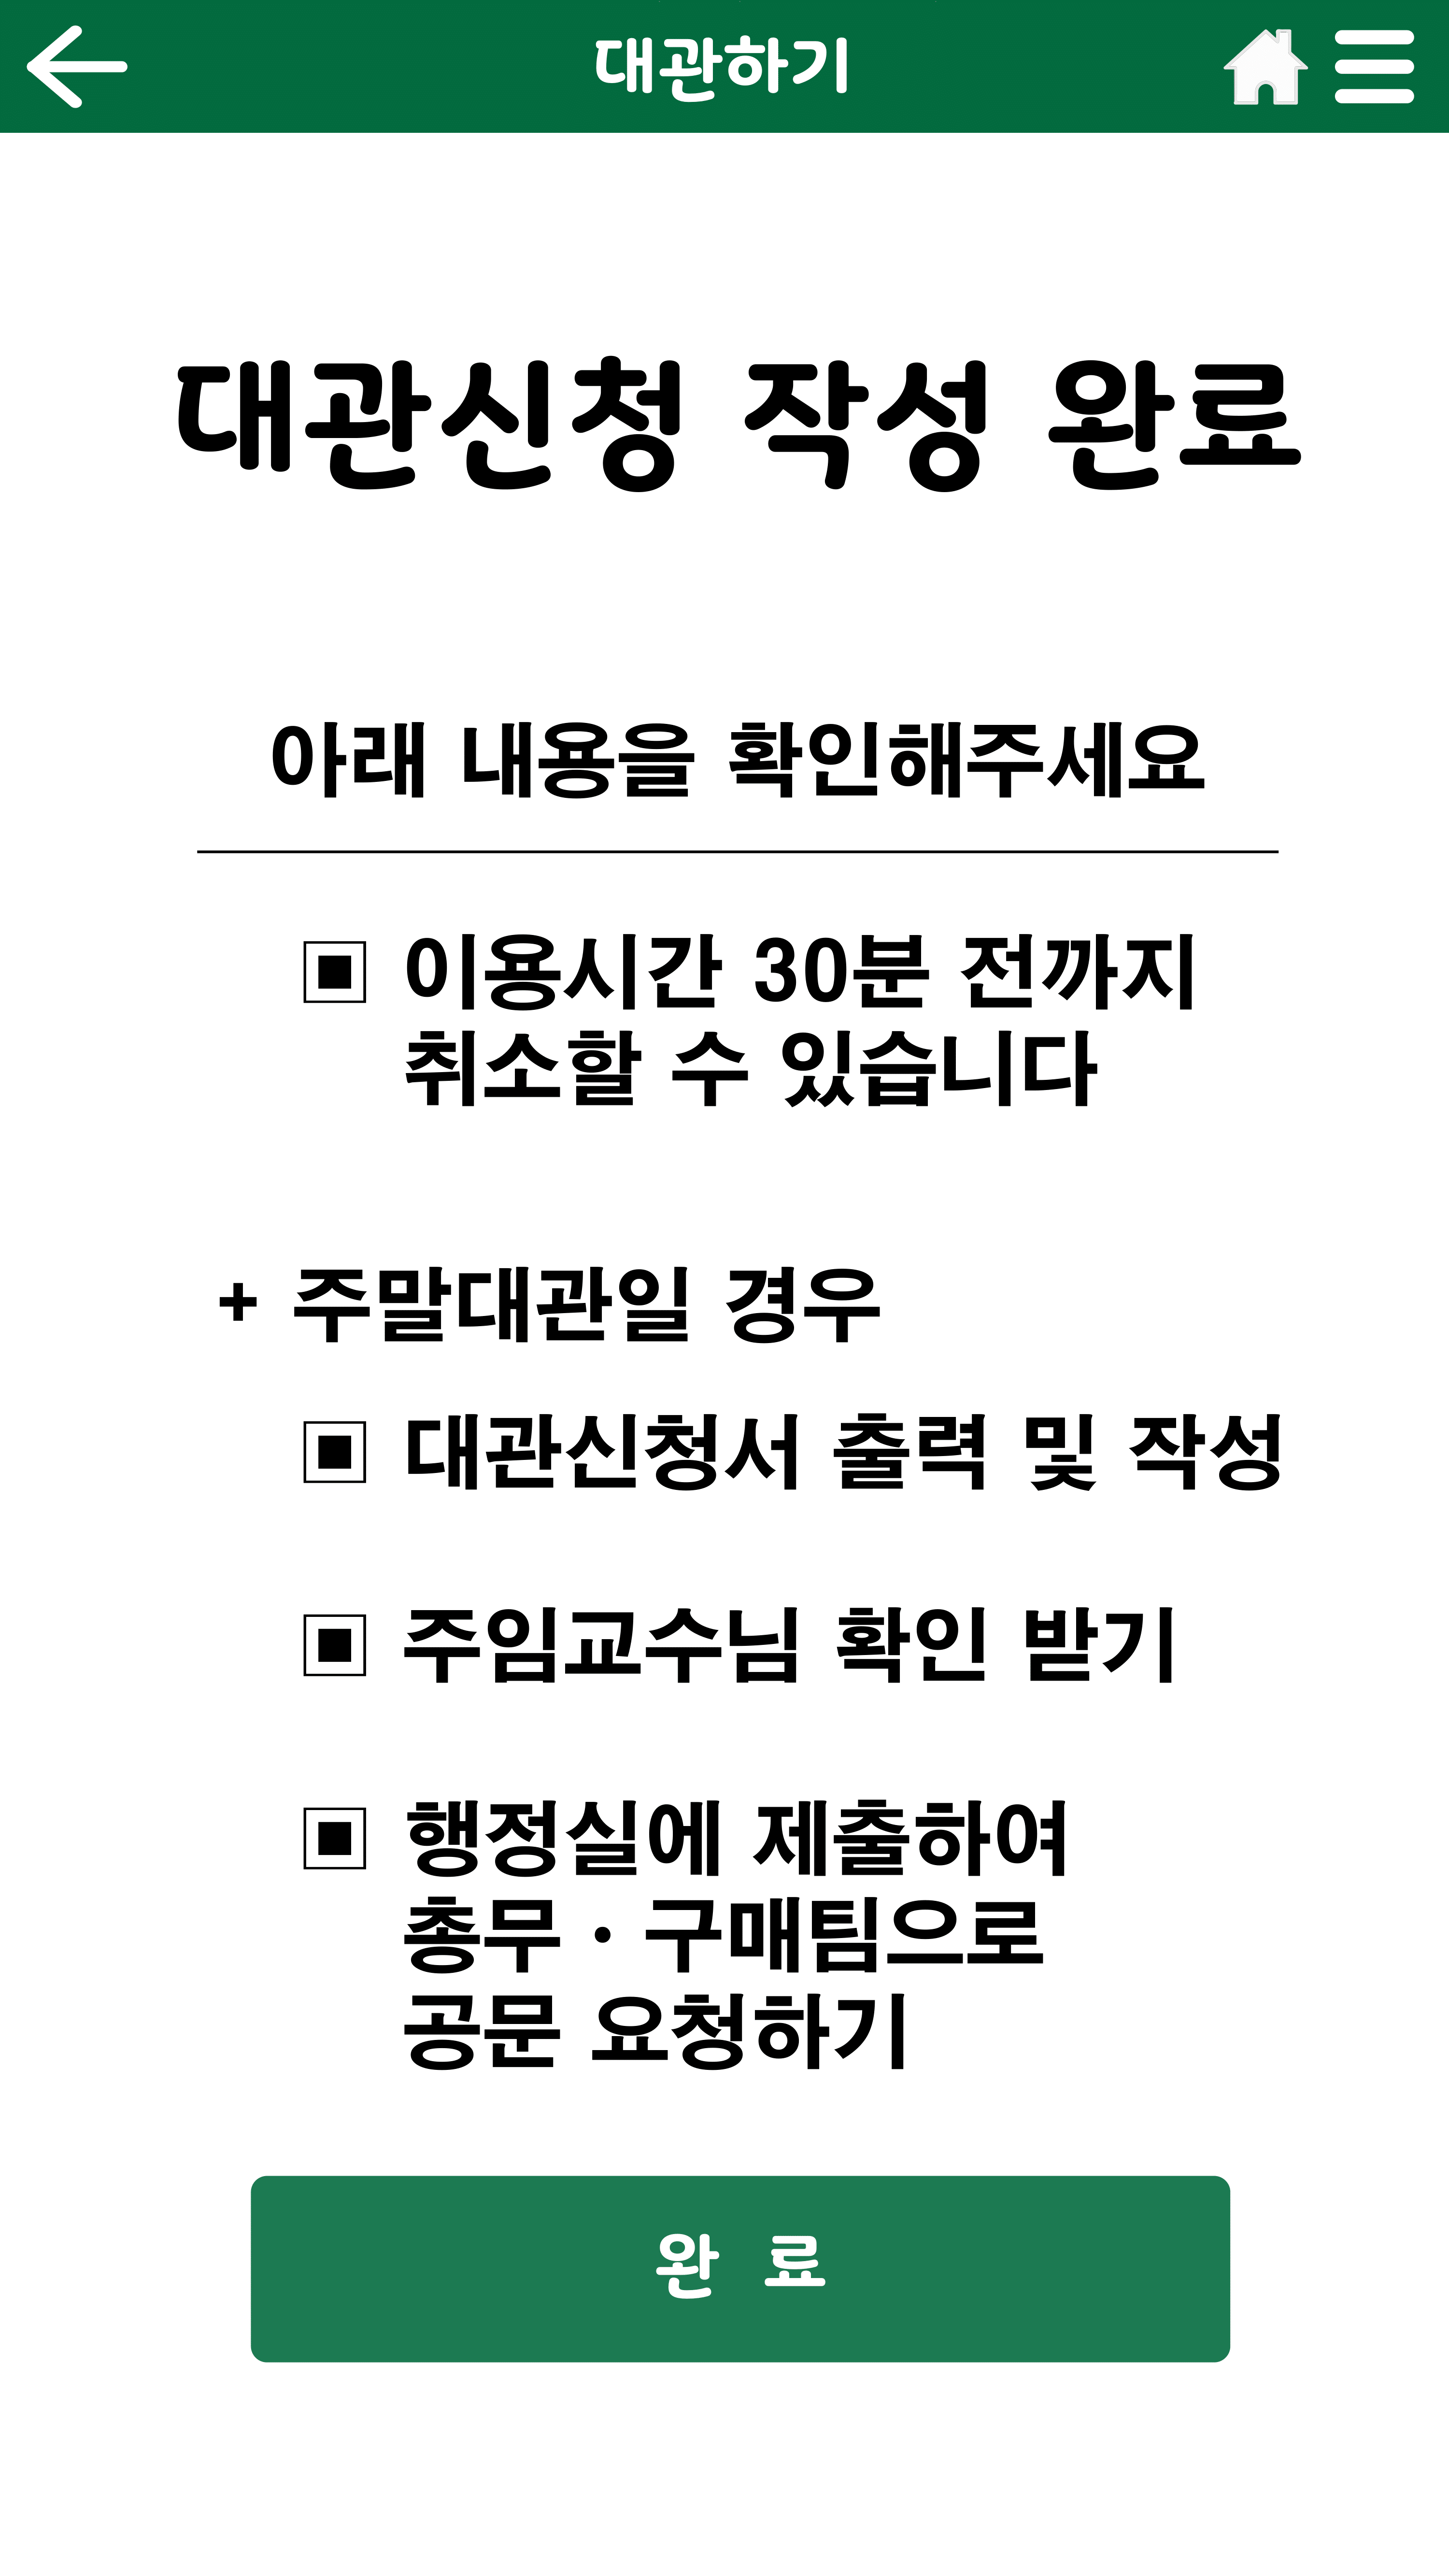 대관하기
대관신청 작성 완료
아래 내용을 확인해주세요
▣ 이용시간 30분 전까지
취소할 수 있습니다
+ 주말대관일 경우
▣ 대관신청서 출력 및 작성
▣ 주임교수님 확인 받기
▣ 행정실에 제출하여
총무 · 구매팀으로
공문 요청하기
완 료